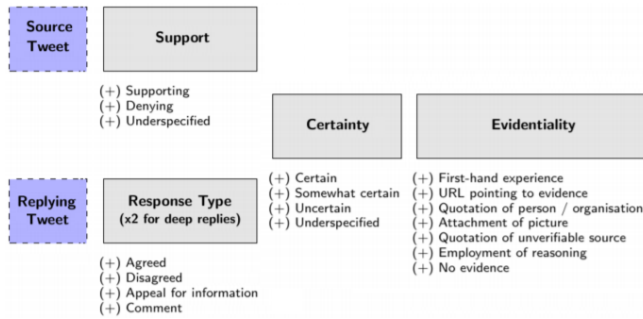 Source
Tweet
Support
(+) Supporting
(+) Denying
(+) Underspecified
Certainty
Evidentiality
(+) Certain
(+) Somewhat certain
(+) Uncertain
(+) Underspecified
(+) First-hand experience
(+) URL pointing to evidence
(+) Quotation of person / organisation
(+) Attachment of picture
(+) Quotation of unverifiable source
(+) Employment of reasoning
(+) No evidence
Replying
Tweet
Response Type
(x2 for deep replies)
(+) Agreed
(+) Disagreed
(+) Appeal for information
(+) Comment